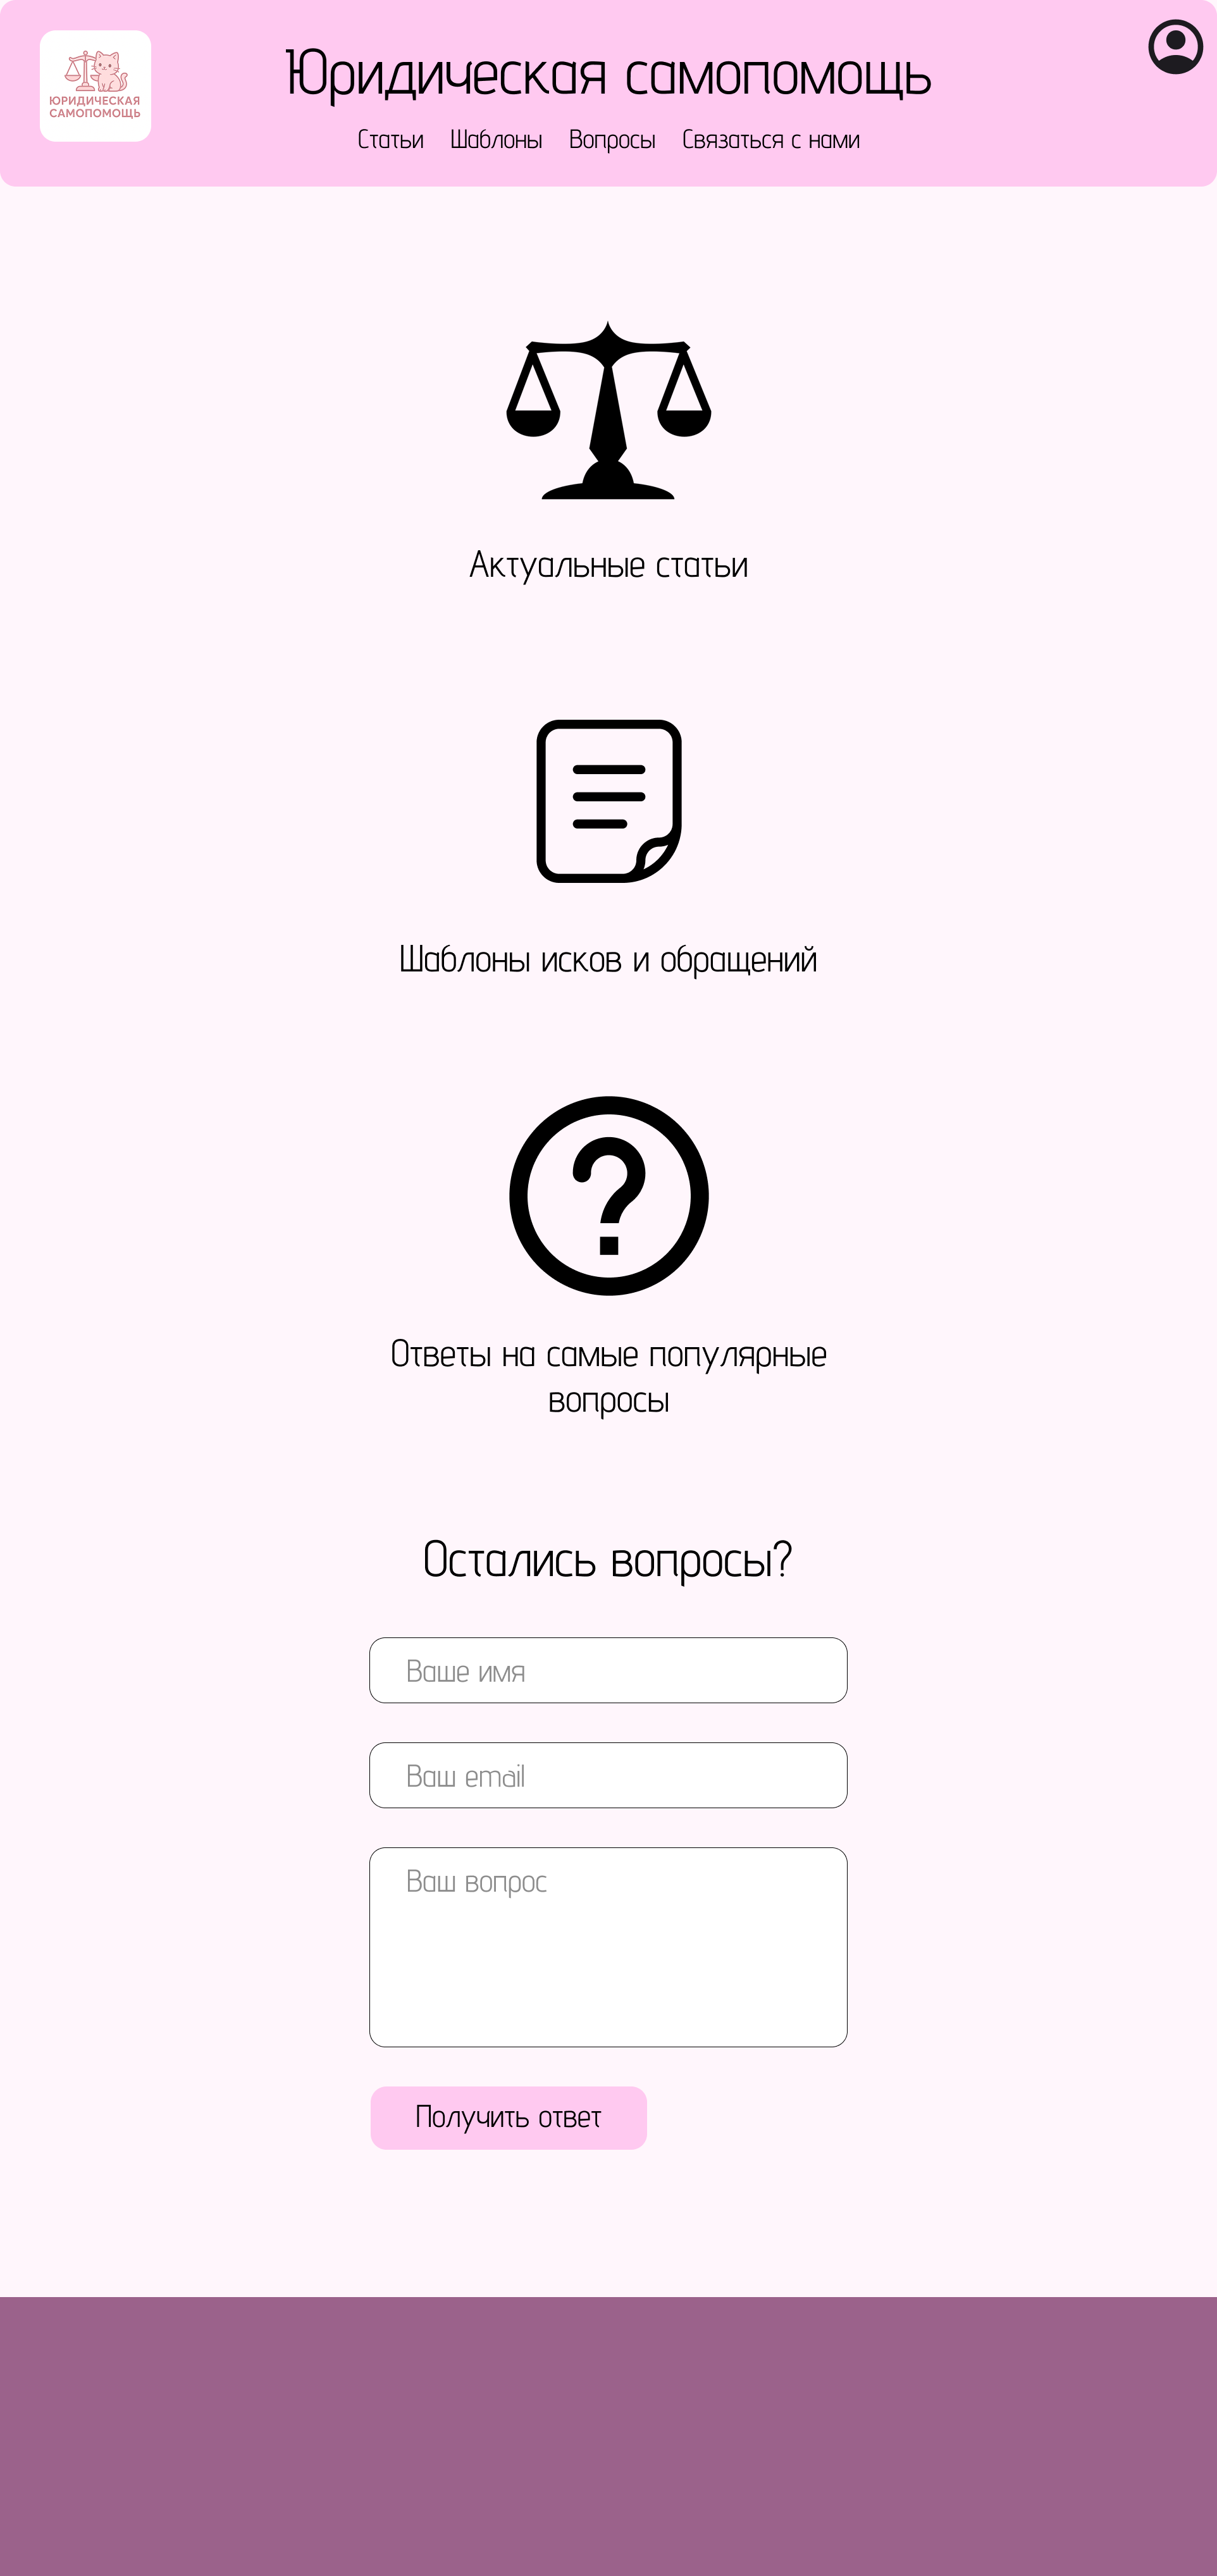 ЮРИДИЧЕСКАЯ
САМОПОМОЩЬ
Юридическая самопомощь
Статьи Шаблоны Вопросы Связаться с нами
Актуальные статьи
Шаблоны исков и обращений
Ответы на самые популярные
вопросы
Остались вопросы?
Ваше имя
Ваш email
Ваш вопрос
Получить ответ